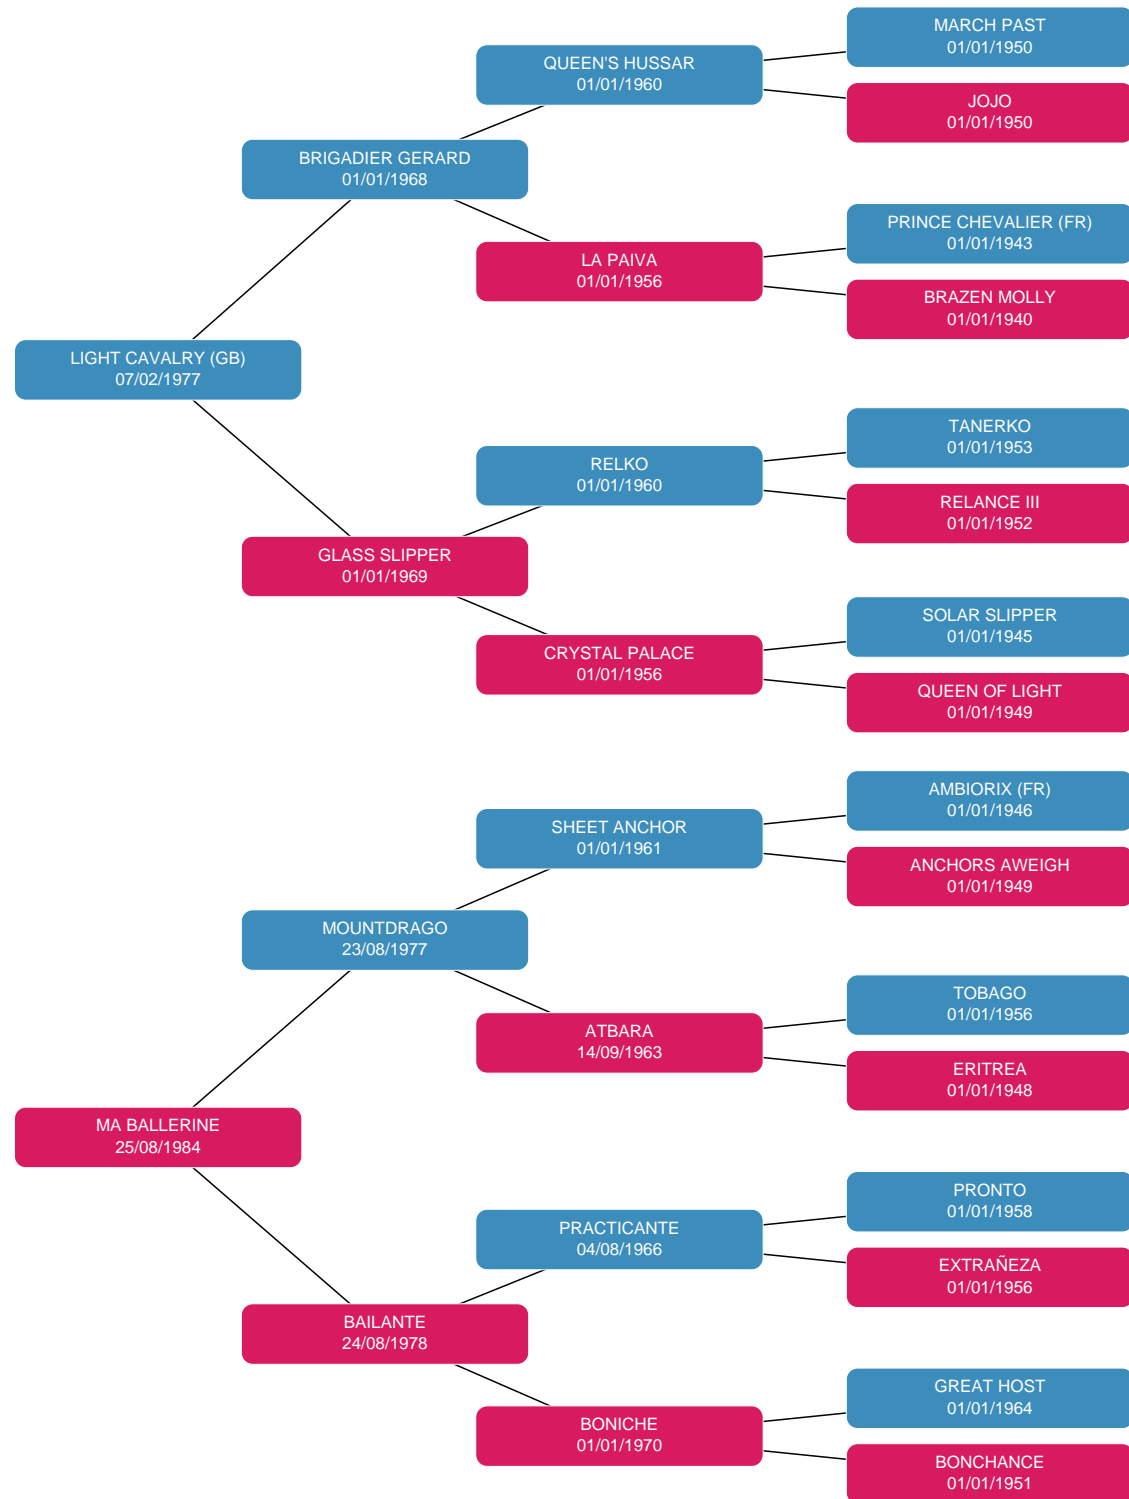 MARCH PAST
01/01/1950
QUEEN'S HUSSAR
01/01/1960
JOJO
01/01/1950
BRIGADIER GERARD
01/01/1968
PRINCE CHEVALIER (FR)
01/01/1943
LA PAIVA
01/01/1956
BRAZEN MOLLY
01/01/1940
LIGHT CAVALRY (GB)
07/02/1977
TANERKO
01/01/1953
RELKO
01/01/1960
RELANCE III
01/01/1952
GLASS SLIPPER
01/01/1969
SOLAR SLIPPER
01/01/1945
CRYSTAL PALACE
01/01/1956
QUEEN OF LIGHT
01/01/1949
AMBIORIX (FR)
01/01/1946
SHEET ANCHOR
01/01/1961
ANCHORS AWEIGH
01/01/1949
MOUNTDRAGO
23/08/1977
TOBAGO
01/01/1956
ATBARA
14/09/1963
ERITREA
01/01/1948
MA BALLERINE
25/08/1984
PRONTO
01/01/1958
PRACTICANTE
04/08/1966
EXTRAÑEZA
01/01/1956
BAILANTE
24/08/1978
GREAT HOST
01/01/1964
BONICHE
01/01/1970
BONCHANCE
01/01/1951